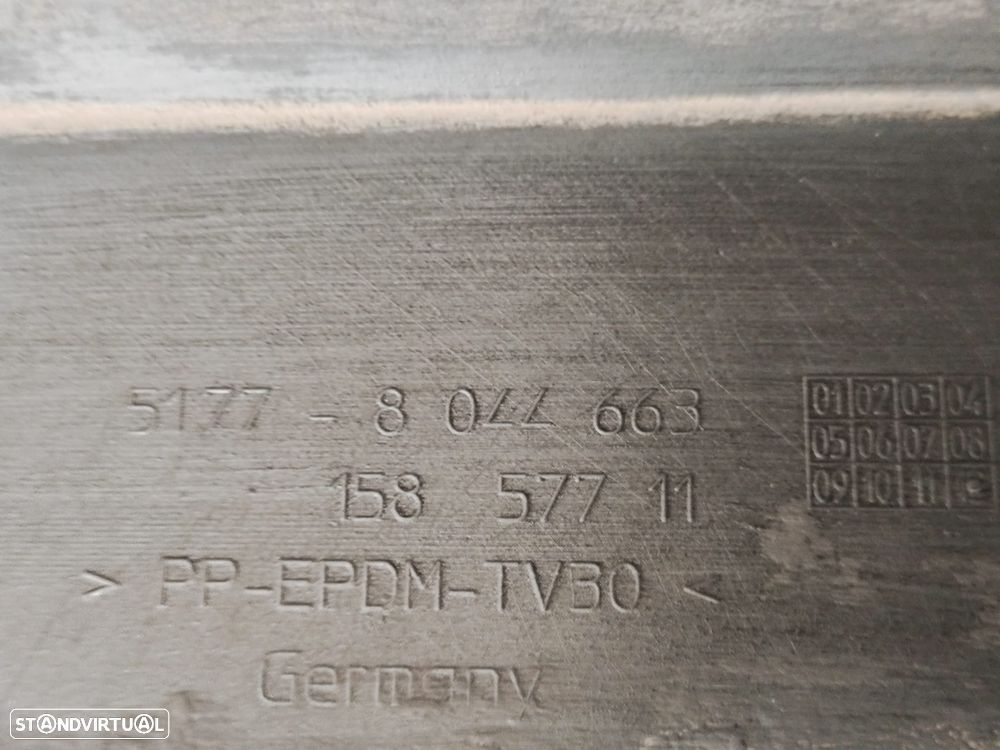 5177 - 8 044 663
158 577 11
> PP-EPDM-TV30 <
Germany
01 02 03 04
05 06 07 08
09 10 11
STANDVIRTUAL